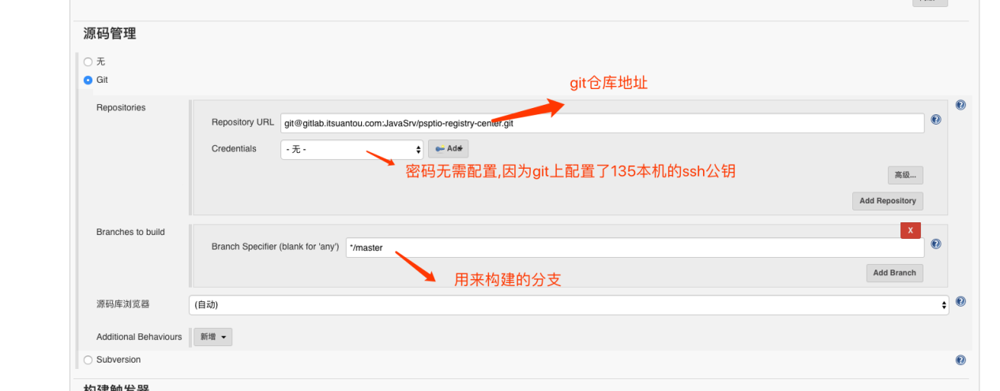 源码管理
无
Git
git仓库地址
Repositories
Repository URL git@gitlab.itsuantou.com:JavaSrv/psptio-registry-center.git
Credentials - 无 - Add
密码无需配置,因为git上配置了135本机的ssh公钥
高级...
Add Repository
Branches to build
X
Branch Specifier (blank for 'any') */master
Add Branch
用来构建的分支
源码库浏览器 (自动)
Additional Behaviours 新增
Subversion
构建触发器